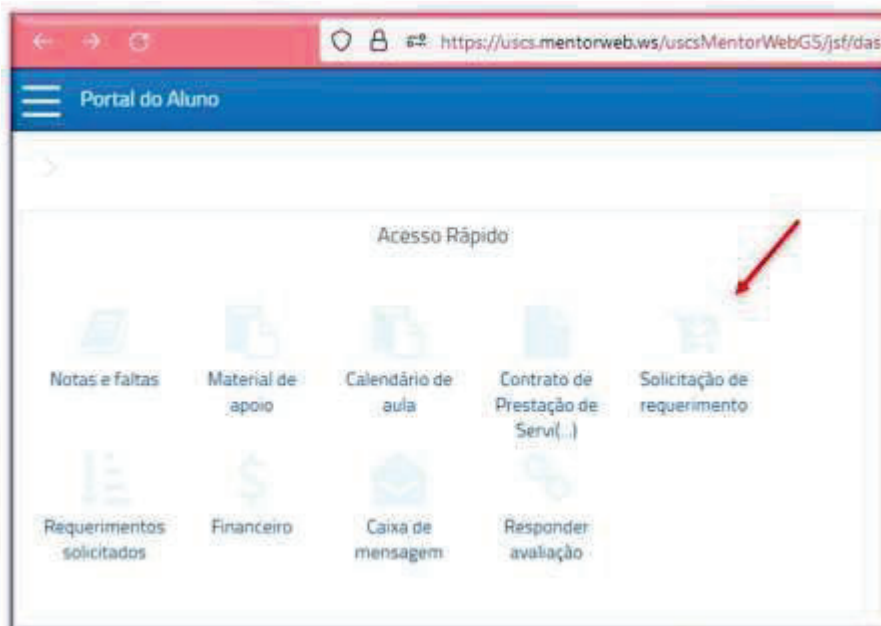 https://uscs.mentorweb.ws/uscsMentorWebG5/jsf/das
Portal do Aluno
Acesso Rápido
Notas e faltas
Material de
apoio
Calendário de
aula
Contrato de
Prestação de
Servi(...)
Solicitação de
requerimento
Requerimentos
solicitados
Financeiro
Caixa de
mensagem
Responder
avaliação